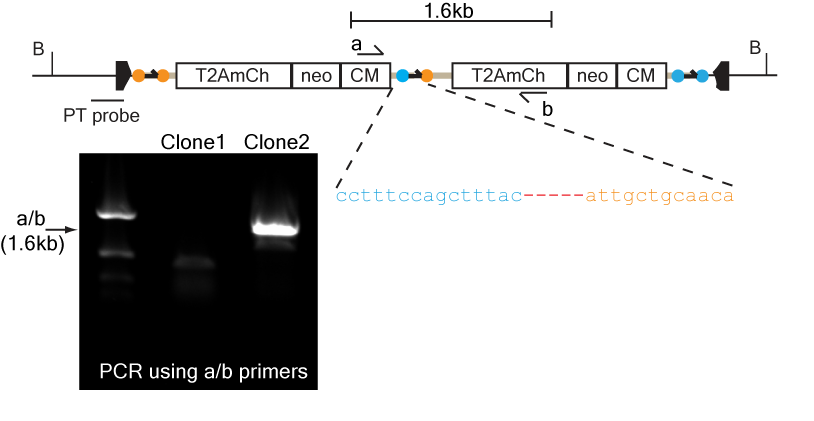 1.6kb
a
B
B
T2AmCh neo CM T2AmCh neo CM
PT probe
b
Clone1 Clone2
cctttccagctttac-----attgctgcaaca
a/b
(1.6kb)
PCR using a/b primers